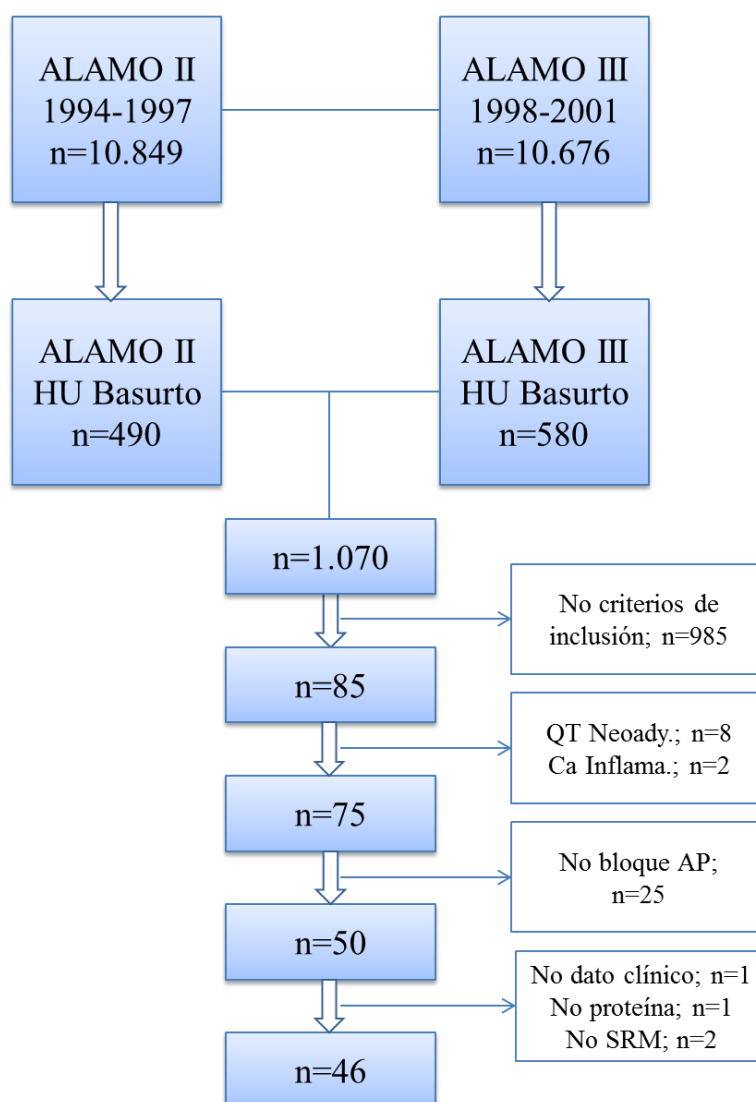 ALAMO II
1994-1997
n=10.849
ALAMO III
1998-2001
n=10.676
ALAMO II
HU Basurto
n=490
ALAMO III
HU Basurto
n=580
n=1.070
No criterios de
inclusión; n=985
n=85
QT Neoady.; n=8
Ca Inflama.; n=2
n=75
No bloque AP;
n=25
n=50
No dato clínico; n=1
No proteína; n=1
No SRM; n=2
n=46